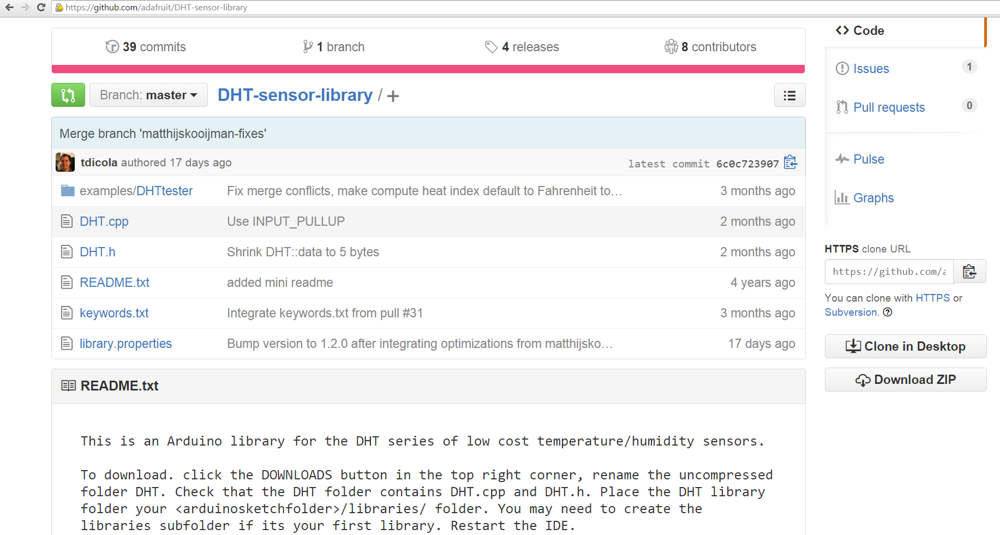 https://github.com/adafruit/DHT-sensor-library
39 commits
1 branch
4 releases
8 contributors
Branch: master
DHT-sensor-library / +
Merge branch 'matthijskooijman-fixes'
tdicola authored 17 days ago
latest commit 6c0c723907
examples/DHTtester Fix merge conflicts, make compute heat index default to Fahrenheit to… 3 months ago
DHT.cpp Use INPUT_PULLUP 2 months ago
DHT.h Shrink DHT::data to 5 bytes 2 months ago
README.txt added mini readme 4 years ago
keywords.txt Integrate keywords.txt from pull #31 3 months ago
library.properties Bump version to 1.2.0 after integrating optimizations from matthijsko… 17 days ago
README.txt
This is an Arduino library for the DHT series of low cost temperature/humidity sensors.
To download. click the DOWNLOADS button in the top right corner, rename the uncompressed
folder DHT. Check that the DHT folder contains DHT.cpp and DHT.h. Place the DHT library
folder your <arduinosketchfolder>/libraries/ folder. You may need to create the
libraries subfolder if its your first library. Restart the IDE.
Code
Issues 1
Pull requests 0
Pulse
Graphs
HTTPS clone URL
https://github.com/a
You can clone with HTTPS or
Subversion.
Clone in Desktop
Download ZIP